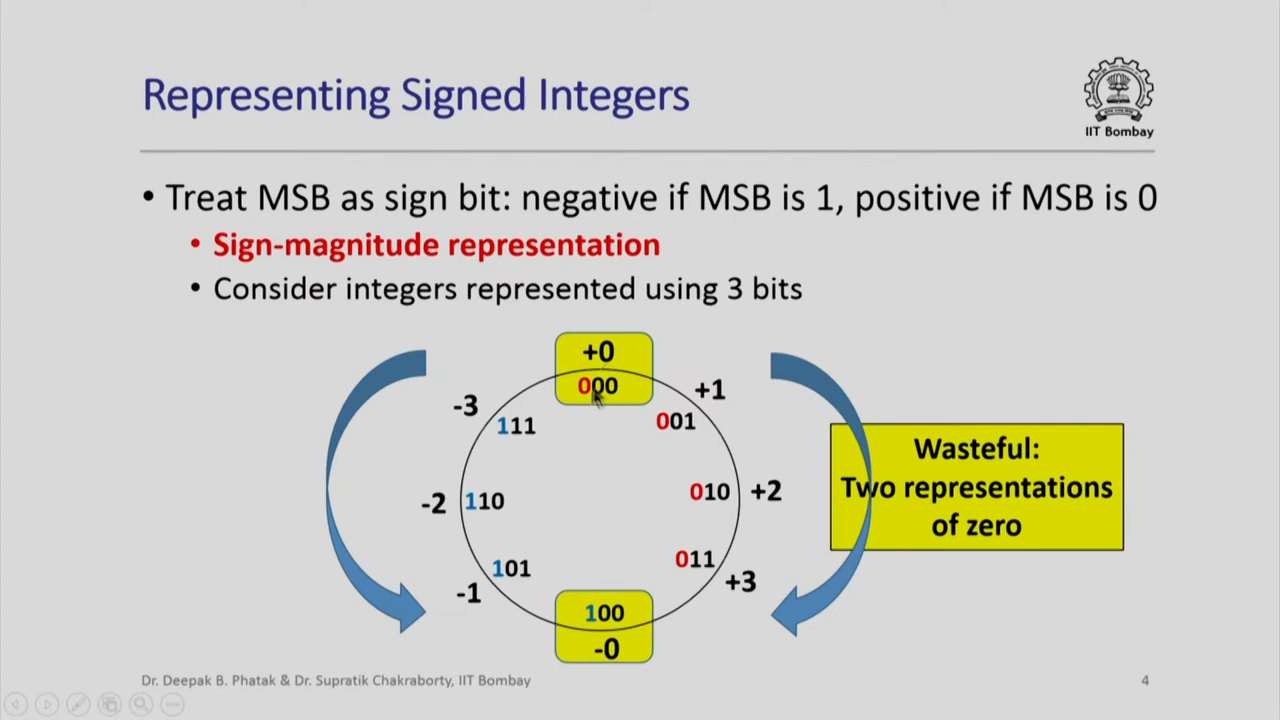 Representing Signed Integers
IIT Bombay
• Treat MSB as sign bit: negative if MSB is 1, positive if MSB is 0
• Sign-magnitude representation
• Consider integers represented using 3 bits
+0
000
-3
111
+1
001
-2
110
010
+2
Wasteful:
Two representations
of zero
101
-1
011
+3
100
-0
Dr. Deepak B. Phatak & Dr. Supratik Chakraborty, IIT Bombay
4